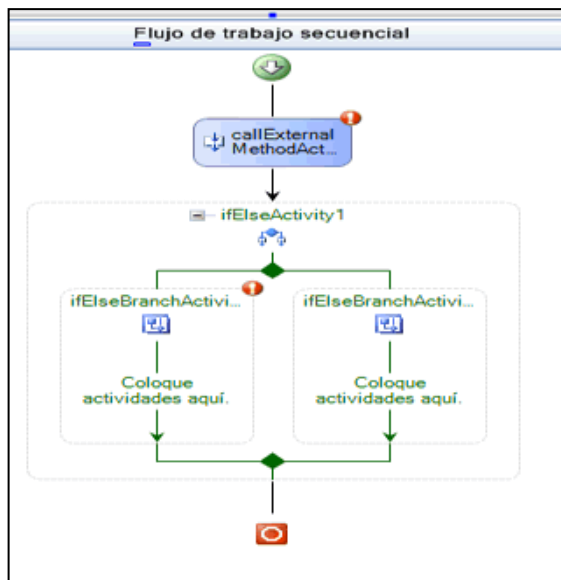 Flujo de trabajo secuencial
callExternal
MethodAct...
ifElseActivity1
ifElseBranchActivi...
ifElseBranchActivi...
Coloque
actividades aquí.
Coloque
actividades aquí.